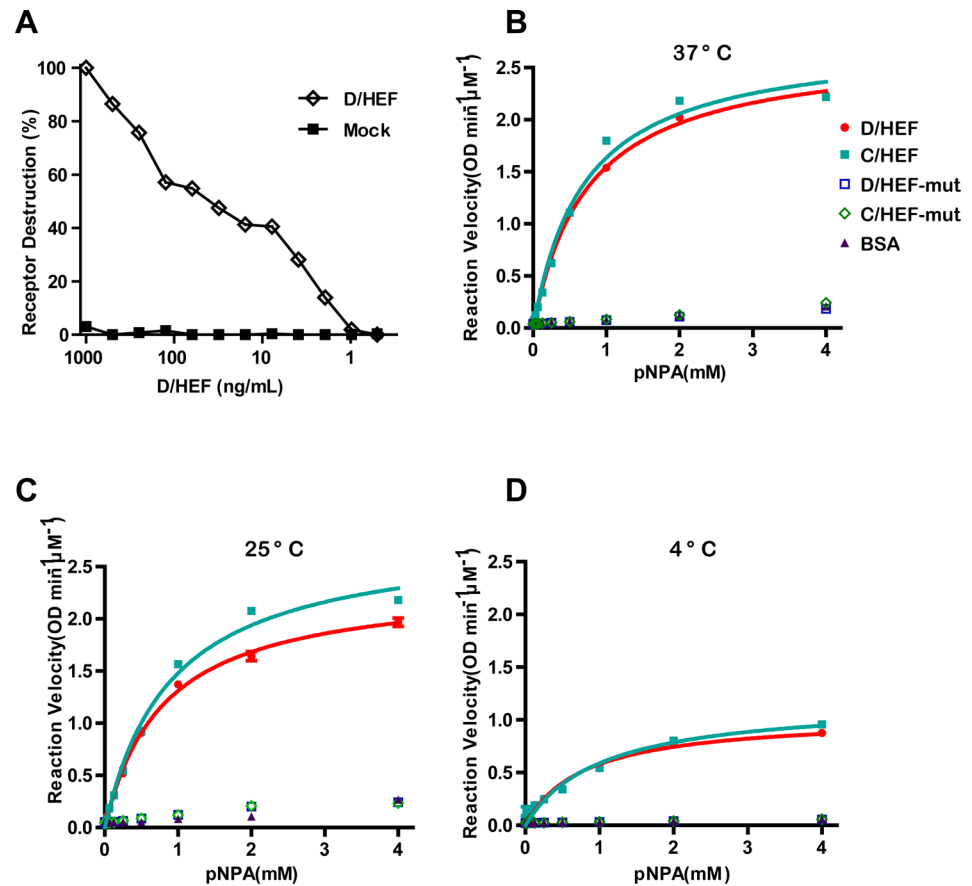 A
Receptor Destruction (%)
100
80
60
40
20
0
1000
100
10
1
D/HEF (ng/mL)
D/HEF
Mock
B
37° C
Reaction Velocity(OD min⁻¹µM⁻¹)
2.5
2.0
1.5
1.0
0.5
0.0
0
1
2
3
4
pNPA(mM)
D/HEF
C/HEF
D/HEF-mut
C/HEF-mut
BSA
C
25° C
Reaction Velocity(OD min⁻¹µM⁻¹)
2.5
2.0
1.5
1.0
0.5
0.0
0
1
2
3
4
pNPA(mM)
D
4° C
Reaction Velocity(OD min⁻¹µM⁻¹)
2.5
2.0
1.5
1.0
0.5
0.0
0
1
2
3
4
pNPA(mM)